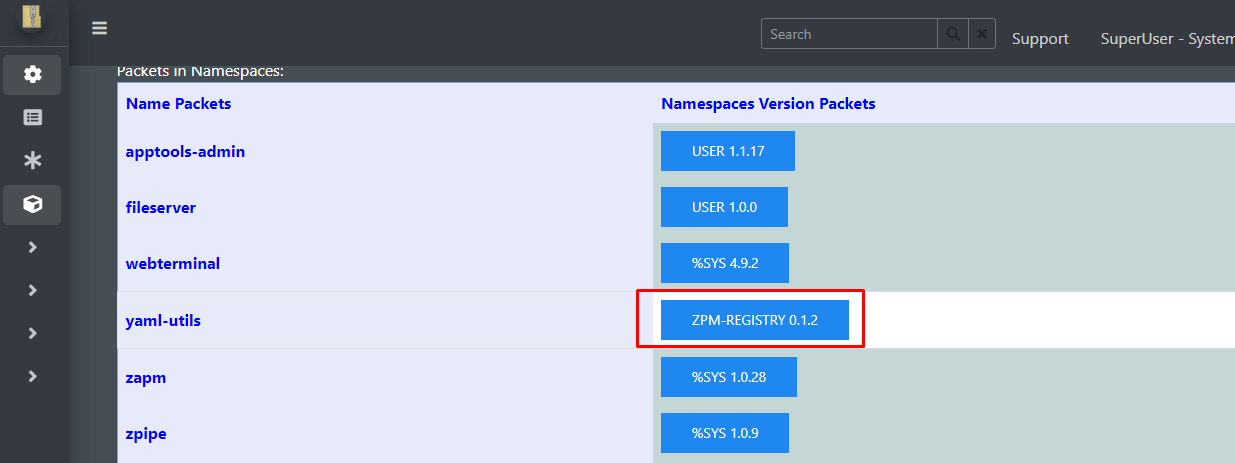 Search
Support
SuperUser - System
Packets in Namespaces:
Name Packets Namespaces Version Packets
apptools-admin USER 1.1.17
fileserver USER 1.0.0
webterminal %SYS 4.9.2
yaml-utils ZPM-REGISTRY 0.1.2
zapm %SYS 1.0.28
zpipe %SYS 1.0.9